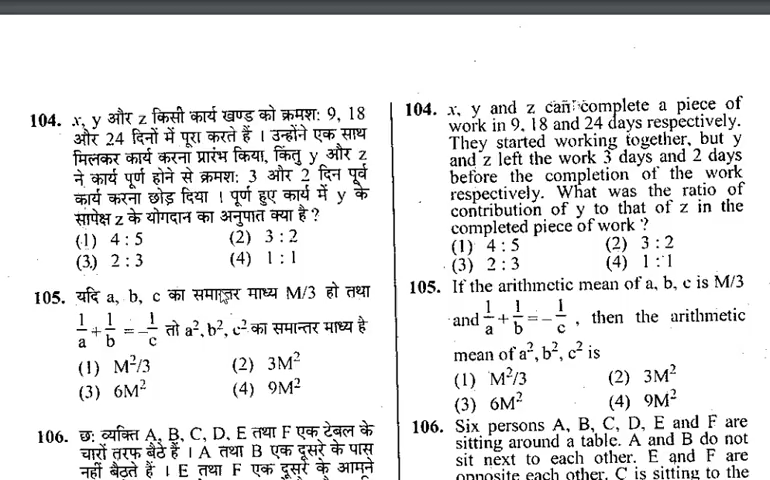 104. x, y और z किसी कार्य खण्ड को क्रमश: 9, 18
और 24 दिनों में पूरा करते हैं । उन्होंने एक साथ
मिलकर कार्य करना प्रारंभ किया, किंतु y और z
ने कार्य पूर्ण होने से क्रमश: 3 और 2 दिन पूर्व
कार्य करना छोड़ दिया । पूर्ण हुए कार्य में y के
सापेक्ष z के योगदान का अनुपात क्या है ?
(1) 4 : 5 (2) 3 : 2
(3) 2 : 3 (4) 1 : 1
105. यदि a, b, c का समान्तर माध्य M/3 हो तथा
1/a + 1/b = -1/c तो a², b², c² का समान्तर माध्य है
(1) M²/3 (2) 3M²
(3) 6M² (4) 9M²
106. छ: व्यक्ति A, B, C, D, E तथा F एक टेबल के
चारों तरफ बैठे हैं । A तथा B एक दूसरे के पास
नहीं बैठते हैं । E तथा F एक दूसरे के आमने
104. x, y and z can complete a piece of
work in 9, 18 and 24 days respectively.
They started working together, but y
and z left the work 3 days and 2 days
before the completion of the work
respectively. What was the ratio of
contribution of y to that of z in the
completed piece of work ?
(1) 4 : 5 (2) 3 : 2
(3) 2 : 3 (4) 1 : 1
105. If the arithmetic mean of a, b, c is M/3
and 1/a + 1/b = -1/c , then the arithmetic
mean of a², b², c² is
(1) M²/3 (2) 3M²
(3) 6M² (4) 9M²
106. Six persons A, B, C, D, E and F are
sitting around a table. A and B do not
sit next to each other. E and F are
opposite each other. C is sitting to the